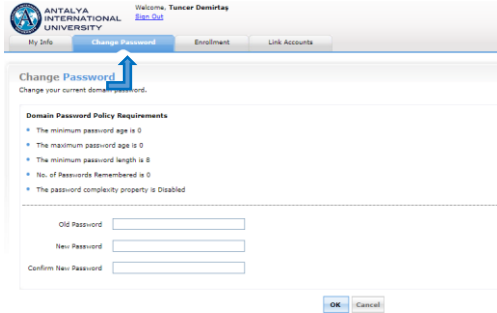 ANTALYA
INTERNATIONAL
UNIVERSITY
Welcome, Tuncer Demirtaş
Sign Out
My Info Change Password Enrollment Link Accounts
Change Password
Change your current domain password.
Domain Password Policy Requirements
The minimum password age is 0
The maximum password age is 0
The minimum password length is 8
No. of Passwords Remembered is 0
The password complexity property is Disabled
Old Password
New Password
Confirm New Password
OK Cancel